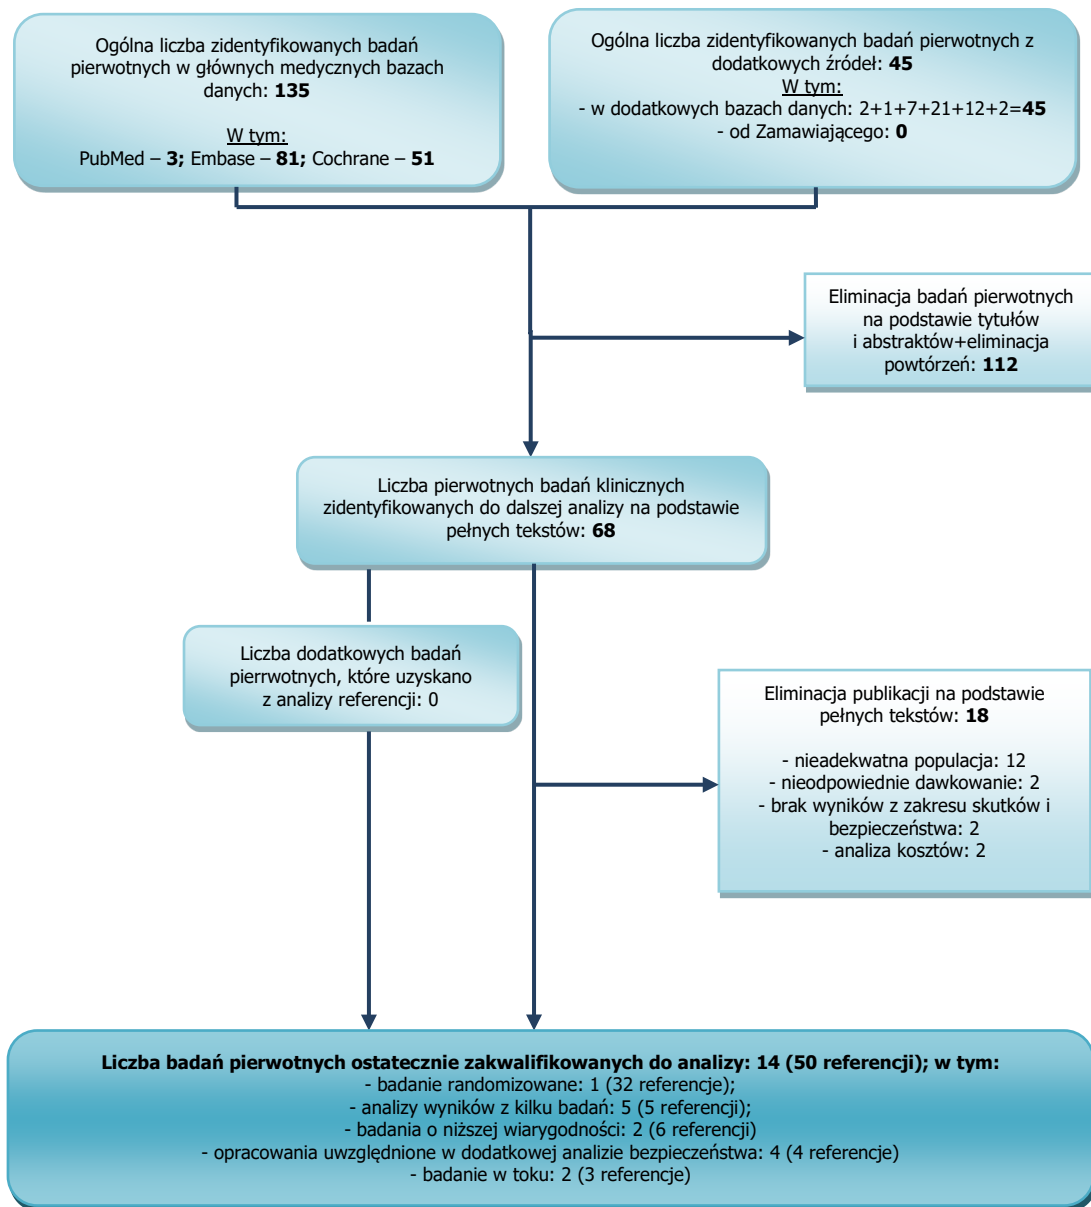 Ogólna liczba zidentyfikowanych badań
pierwotnych w głównych medycznych bazach
danych: 135
W tym:
PubMed – 3; Embase – 81; Cochrane – 51
Ogólna liczba zidentyfikowanych badań pierwotnych z
dodatkowych źródeł: 45
W tym:
- w dodatkowych bazach danych: 2+1+7+21+12+2=45
- od Zamawiającego: 0
Eliminacja badań pierwotnych
na podstawie tytułów
i abstraktów+eliminacja
powtórzeń: 112
Liczba pierwotnych badań klinicznych
zidentyfikowanych do dalszej analizy na podstawie
pełnych tekstów: 68
Liczba dodatkowych badań
pierrwotnych, które uzyskano
z analizy referencji: 0
Eliminacja publikacji na podstawie
pełnych tekstów: 18
- nieadekwatna populacja: 12
- nieodpowiednie dawkowanie: 2
- brak wyników z zakresu skutków i
bezpieczeństwa: 2
- analiza kosztów: 2
Liczba badań pierwotnych ostatecznie zakwalifikowanych do analizy: 14 (50 referencji); w tym:
- badanie randomizowane: 1 (32 referencje);
- analizy wyników z kilku badań: 5 (5 referencji);
- badania o niższej wiarygodności: 2 (6 referencji)
- opracowania uwzględnione w dodatkowej analizie bezpieczeństwa: 4 (4 referencje)
- badanie w toku: 2 (3 referencje)